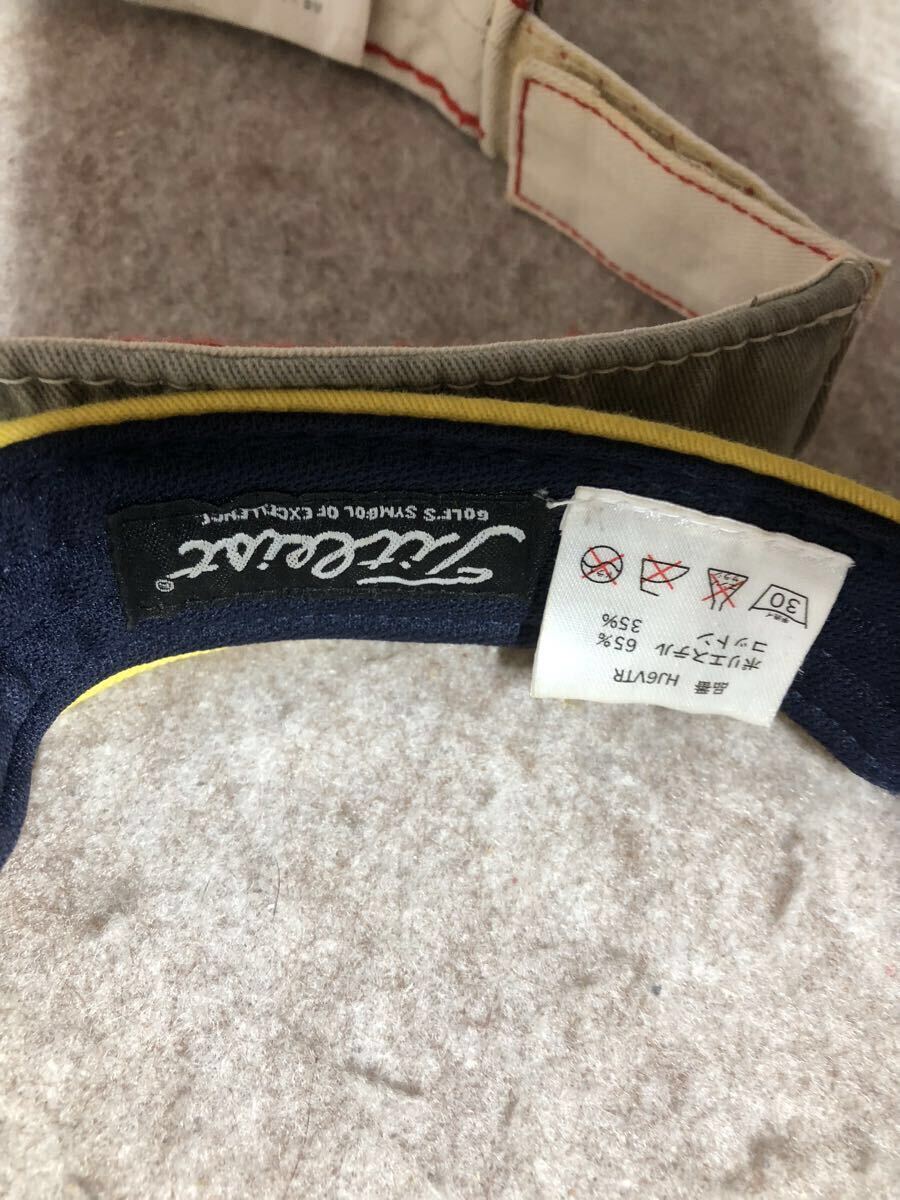 Titleist®
GOLF'S SYMBOL OF EXCELLENCE
品番 HJ6VTR
ポリエステル 65%
コットン 35%
30